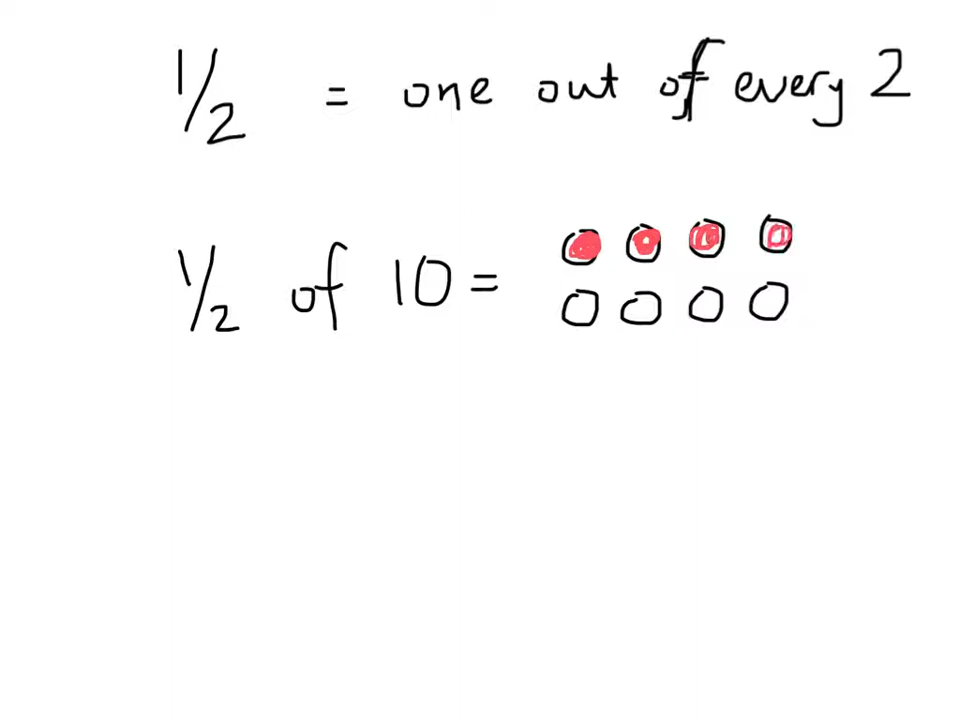 1/2 = one out of every 2
1/2 of 10 =